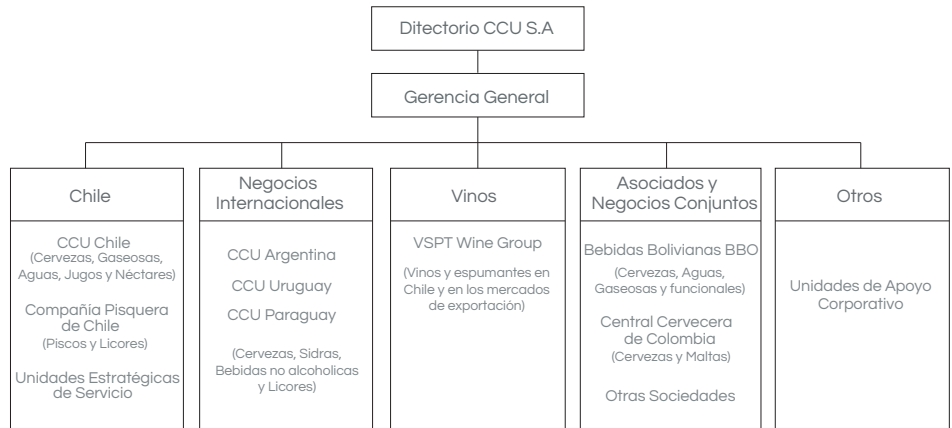 Ditectorio CCU S.A
Gerencia General
Chile
CCU Chile
(Cervezas, Gaseosas,
Aguas, Jugos y Néctares)
Compañía Pisquera
de Chile
(Piscos y Licores)
Unidades Estratégicas
de Servicio
Negocios
Internacionales
CCU Argentina
CCU Uruguay
CCU Paraguay
(Cervezas, Sidras,
Bebidas no alcoholicas
y Licores)
Vinos
VSPT Wine Group
(Vinos y espumantes en
Chile y en los mercados
de exportación)
Asociados y
Negocios Conjuntos
Bebidas Bolivianas BBO
(Cervezas, Aguas,
Gaseosas y funcionales)
Central Cervecera
de Colombia
(Cervezas y Maltas)
Otras Sociedades
Otros
Unidades de Apoyo
Corporativo